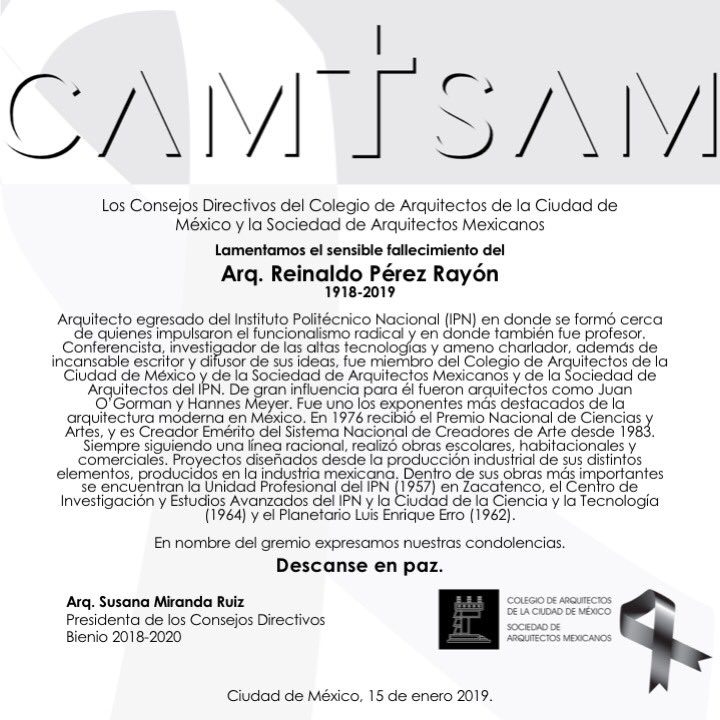 CAM†SAM
Los Consejos Directivos del Colegio de Arquitectos de la Ciudad de
México y la Sociedad de Arquitectos Mexicanos
Lamentamos el sensible fallecimiento del
Arq. Reinaldo Pérez Rayón
1918-2019
Arquitecto egresado del Instituto Politécnico Nacional (IPN) en donde se formó cerca
de quienes impulsaron el funcionalismo radical y en donde también fue profesor.
Conferencista, investigador de las altas tecnologías y ameno charlador, además de
incansable escritor y difusor de sus ideas, fue miembro del Colegio de Arquitectos de la
Ciudad de México y de la Sociedad de Arquitectos Mexicanos y de la Sociedad de
Arquitectos del IPN. De gran influencia para él fueron arquitectos como Juan
O'Gorman y Hannes Meyer. Fue uno los exponentes más destacados de la
arquitectura moderna en México. En 1976 recibió el Premio Nacional de Ciencias y
Artes, y es Creador Emérito del Sistema Nacional de Creadores de Arte desde 1983.
Siempre siguiendo una línea racional, realizó obras escolares, habitacionales y
comerciales. Proyectos diseñados desde la producción industrial de sus distintos
elementos, producidos en la industria mexicana. Dentro de sus obras más importantes
se encuentran la Unidad Profesional del IPN (1957) en Zacatenco, el Centro de
Investigación y Estudios Avanzados del IPN y la Ciudad de la Ciencia y la Tecnología
(1964) y el Planetario Luis Enrique Erro (1962).
En nombre del gremio expresamos nuestras condolencias.
Descanse en paz.
Arq. Susana Miranda Ruiz
Presidenta de los Consejos Directivos
Bienio 2018-2020
COLEGIO DE ARQUITECTOS
DE LA CIUDAD DE MÉXICO
SOCIEDAD DE
ARQUITECTOS MEXICANOS
Ciudad de México, 15 de enero 2019.